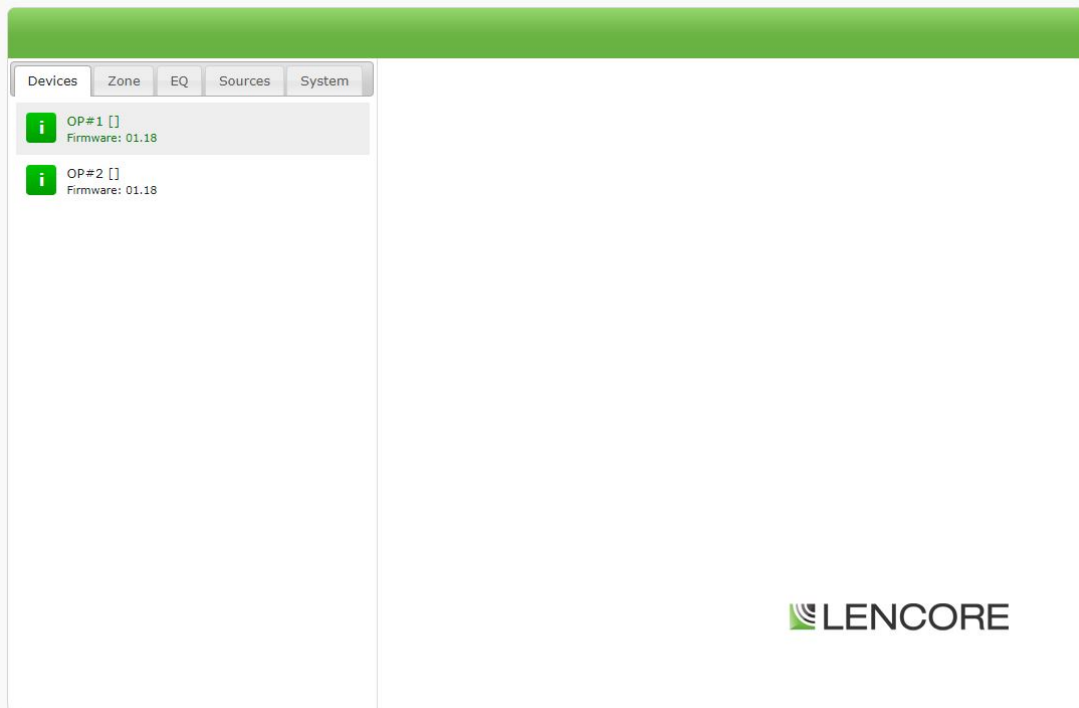 Devices Zone EQ Sources System
i OP#1 []
Firmware: 01.18
i OP#2 []
Firmware: 01.18
LENCORE